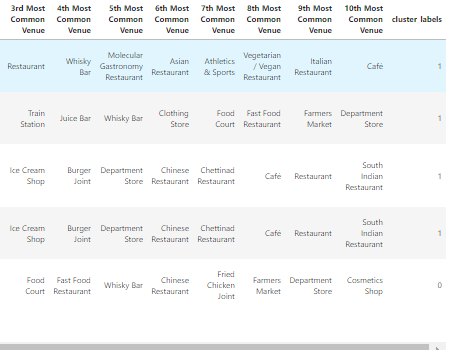 3rd Most Common Venue 4th Most Common Venue 5th Most Common Venue 6th Most Common Venue 7th Most Common Venue 8th Most Common Venue 9th Most Common Venue 10th Most Common Venue cluster labels
Restaurant Whisky Bar Molecular Gastronomy Restaurant Asian Restaurant Athletics & Sports Vegetarian / Vegan Restaurant Italian Restaurant Café 1
Train Station Juice Bar Whisky Bar Clothing Store Food Court Fast Food Restaurant Farmers Market Department Store 1
Ice Cream Shop Burger Joint Department Store Chinese Restaurant Chettinad Restaurant Café Restaurant South Indian Restaurant 1
Ice Cream Shop Burger Joint Department Store Chinese Restaurant Chettinad Restaurant Café Restaurant South Indian Restaurant 1
Food Court Fast Food Restaurant Whisky Bar Chinese Restaurant Fried Chicken Joint Farmers Market Department Store Cosmetics Shop 0